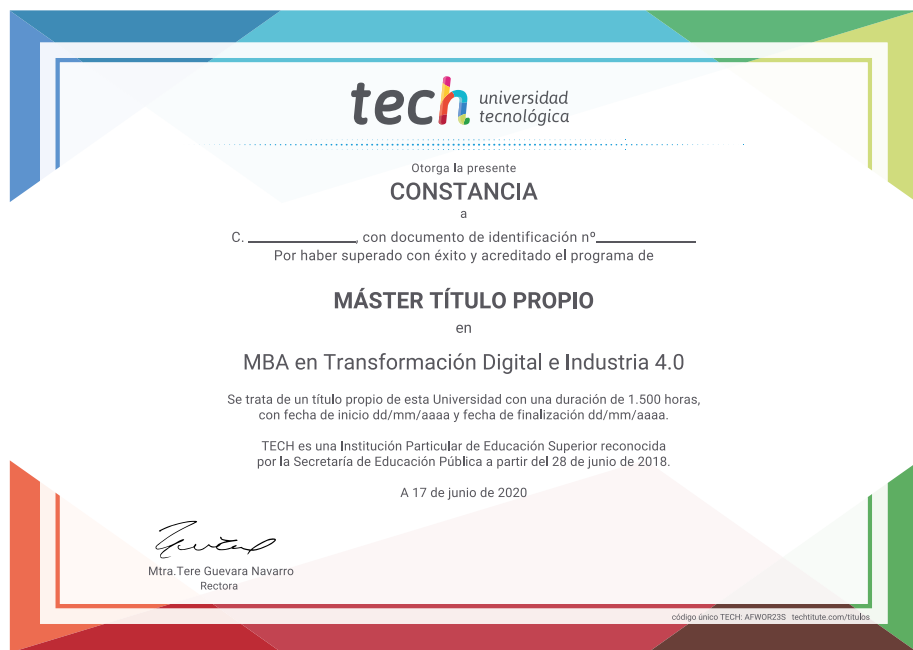 tech universidad
tecnológica
Otorga la presente
CONSTANCIA
a
C. ____________, con documento de identificación nº___________
Por haber superado con éxito y acreditado el programa de
MÁSTER TÍTULO PROPIO
en
MBA en Transformación Digital e Industria 4.0
Se trata de un título propio de esta Universidad con una duración de 1.500 horas,
con fecha de inicio dd/mm/aaaa y fecha de finalización dd/mm/aaaa.
TECH es una Institución Particular de Educación Superior reconocida
por la Secretaría de Educación Pública a partir del 28 de junio de 2018.
A 17 de junio de 2020
Mtra.Tere Guevara Navarro
Rectora
código único TECH: AFWOR23S techtitute.com/titulos